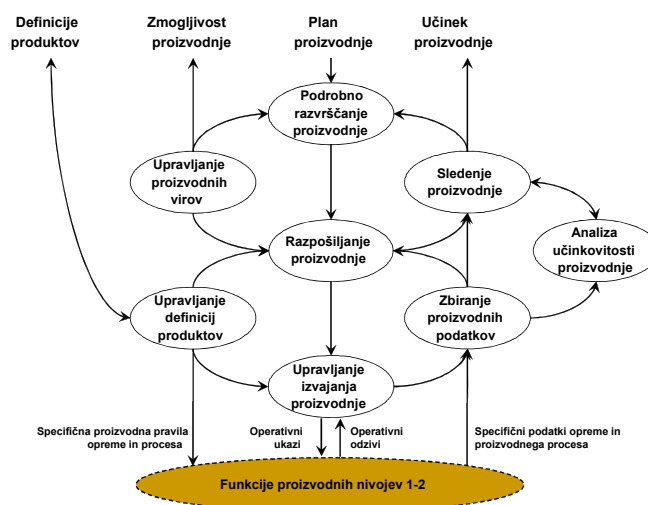 Definicije
produktov
Zmogljivost
proizvodnje
Plan
proizvodnje
Učinek
proizvodnje
Podrobno
razvrščanje
proizvodnje
Upravljanje
proizvodnih
virov
Sledenje
proizvodnje
Razpošiljanje
proizvodnje
Analiza
učinkovitosti
proizvodnje
Upravljanje
definicij
produktov
Zbiranje
proizvodnih
podatkov
Upravljanje
izvajanja
proizvodnje
Specifična proizvodna pravila
opreme in procesa
Operativni
ukazi
Operativni
odzivi
Specifični podatki opreme in
proizvodnega procesa
Funkcije proizvodnih nivojev 1-2